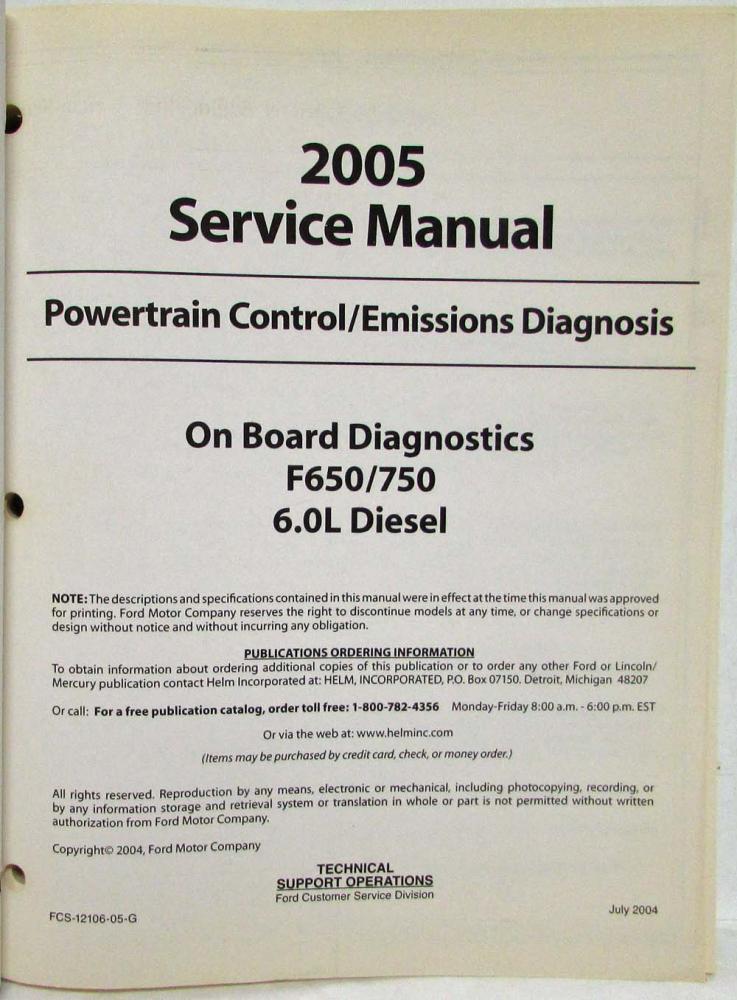 2005
Service Manual
Powertrain Control/Emissions Diagnosis
On Board Diagnostics
F650/750
6.0L Diesel
NOTE: The descriptions and specifications contained in this manual were in effect at the time this manual was approved
for printing. Ford Motor Company reserves the right to discontinue models at any time, or change specifications or
design without notice and without incurring any obligation.
PUBLICATIONS ORDERING INFORMATION
To obtain information about ordering additional copies of this publication or to order any other Ford or Lincoln/
Mercury publication contact Helm Incorporated at: HELM, INCORPORATED, P.O. Box 07150. Detroit, Michigan 48207
Or call: For a free publication catalog, order toll free: 1-800-782-4356 Monday-Friday 8:00 a.m. - 6:00 p.m. EST
Or via the web at: www.helminc.com
(Items may be purchased by credit card, check, or money order.)
All rights reserved. Reproduction by any means, electronic or mechanical, including photocopying, recording, or
by any information storage and retrieval system or translation in whole or part is not permitted without written
authorization from Ford Motor Company.
Copyright© 2004, Ford Motor Company
TECHNICAL
SUPPORT OPERATIONS
Ford Customer Service Division
FCS-12106-05-G
July 2004